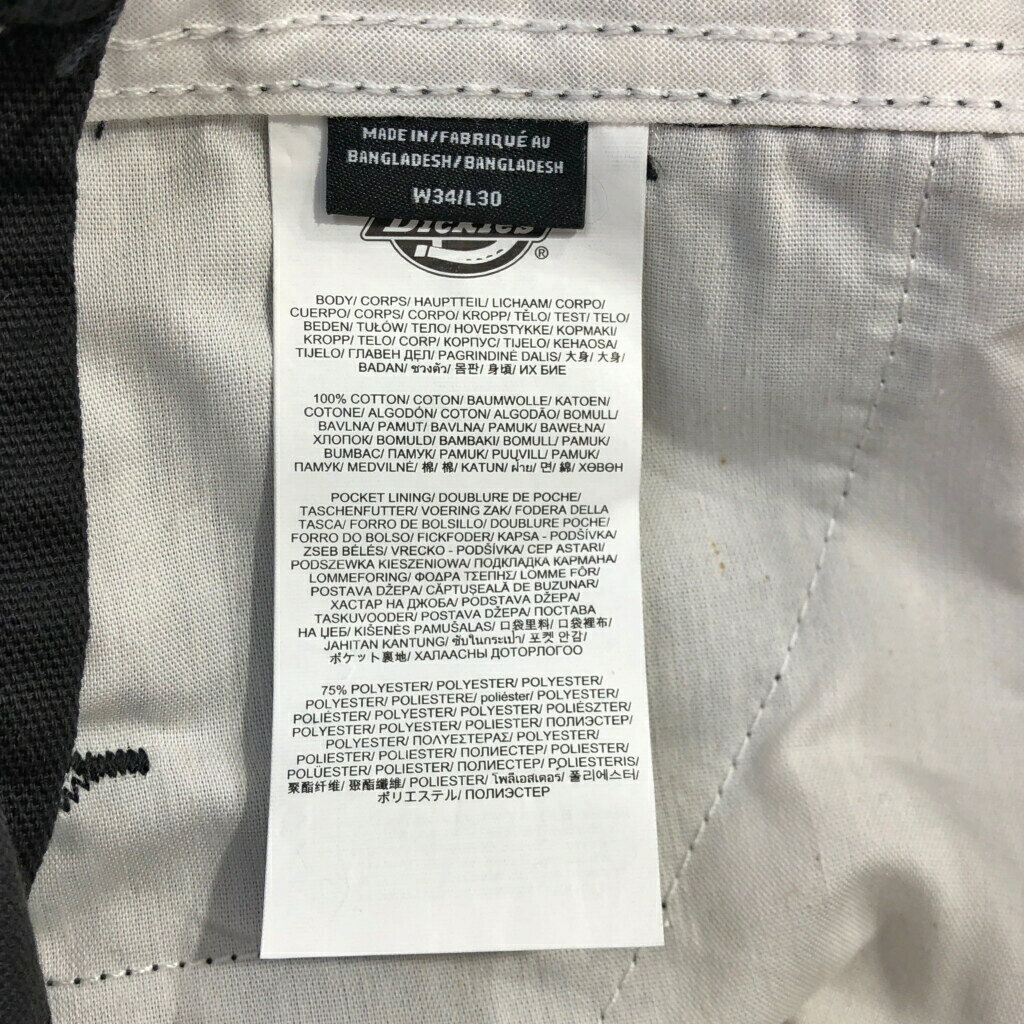 MADE IN/FABRIQUÉ AU
BANGLADESH/BANGLADESH
W34/L30
Dickies
®
BODY/ CORPS/ HAUPTTEIL/ LICHAAM/ CORPO/
CUERPO/ CORPS/ CORPO/ KROPP/ TĚLO/ TEST/ TELO/
BEDEN/ TUŁÓW/ ТЕЛО/ HOVEDSTYKKE/ ΚΟΡΜΑΚΙ/
KROPP/ TELO/ CORP/ КОРПУС/ TIJELO/ KEHAOSA/
TIJELO/ ГЛАВЕН ДЕЛ/ PAGRINDINĖ DALIS/ 大身/ 大身/
BADAN/ ช่วงตัว/ 몸판/ 身頃/ ИХ БИЕ
100% COTTON/ COTON/ BAUMWOLLE/ KATOEN/
COTONE/ ALGODÓN/ COTON/ ALGODÃO/ BOMULL/
BAVLNA/ PAMUT/ BAVLNA/ PAMUK/ BAWEŁNA/
ХЛОПОК/ BOMULD/ ΒΑΜΒΑΚΙ/ BOMULL/ PAMUK/
BUMBAC/ ПАМУК/ PAMUK/ PUUVILL/ PAMUK/
ПАМУК/ MEDVILNĖ/ 棉/ 棉/ KATUN/ ฝ้าย/ 면/ 綿/ ХӨВӨН
POCKET LINING/ DOUBLURE DE POCHE/
TASCHENFUTTER/ VOERING ZAK/ FODERA DELLA
TASCA/ FORRO DE BOLSILLO/ DOUBLURE POCHE/
FORRO DO BOLSO/ FICKFODER/ KAPSA - PODŠÍVKA/
ZSEB BÉLÉS/ VRECKO - PODŠÍVKA/ CEP ASTARI/
PODSZEWKA KIESZENIOWA/ ПОДКЛАДКА КАРМАНА/
LOMMEFORING/ ΦΟΔΡΑ ΤΣΕΠΗΣ/ LOMME FÔR/
POSTAVA DŽEPA/ CĂPTUȘEALĂ DE BUZUNAR/
ХАСТАР НА ДЖОБА/ PODSTAVA DŽEPA/
TASKUVOODER/ POSTAVA DŽEPA/ ПОСТАВА
НА ЏЕБ/ KIŠENĖS PAMUŠALAS/ 口袋里料/ 口袋裡布/
JAHITAN KANTUNG/ ซับในกระเป๋า/ 포켓 안감/
ポケット裏地/ ХАЛААСНЫ ДОТОРЛОГОО
75% POLYESTER/ POLYESTER/ POLYESTER/
POLYESTER/ POLIESTERE/ poliéster/ POLYESTER/
POLIÉSTER/ POLYESTER/ POLYESTER/ POLIÉSZTER/
POLYESTER/ POLYESTER/ POLIESTER/ ПОЛИЭСТЕР/
POLYESTER/ ΠΟΛΥΕΣΤΕΡΑΣ/ POLYESTER/
POLIESTER/ POLIESTER/ ПОЛИЕСТЕР/ POLIESTER/
POLÜESTER/ POLIESTER/ ПОЛИЕСТЕР/ POLIESTERIS/
聚酯纤维/ 聚酯纖維/ POLIESTER/ โพลีเอสเตอร์/ 폴리에스터/
ポリエステル/ ПОЛИЭСТЕР